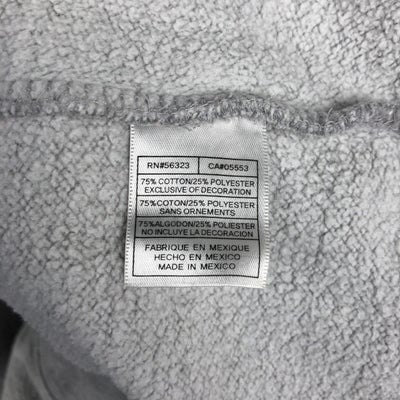 RN#56323 CA#05553
75% COTTON/25% POLYESTER
EXCLUSIVE OF DECORATION
75%COTON/25% POLYESTER
SANS ORNEMENTS
75%ALGODON/25% POLIESTER
NO INCLUYE LA DECORACION
FABRIQUE EN MEXIQUE
HECHO EN MEXICO
MADE IN MEXICO